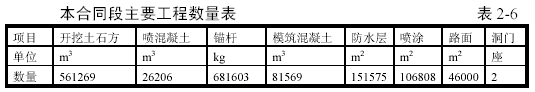 本合同段主要工程数量表 表 2-6
项目 开挖土石方 喷混凝土 锚杆 模筑混凝土 防水层 喷涂 路面 洞门
单位 m³ m³ kg m³ m² m² m² 座
数量 561269 26206 681603 81569 151575 106808 46000 2